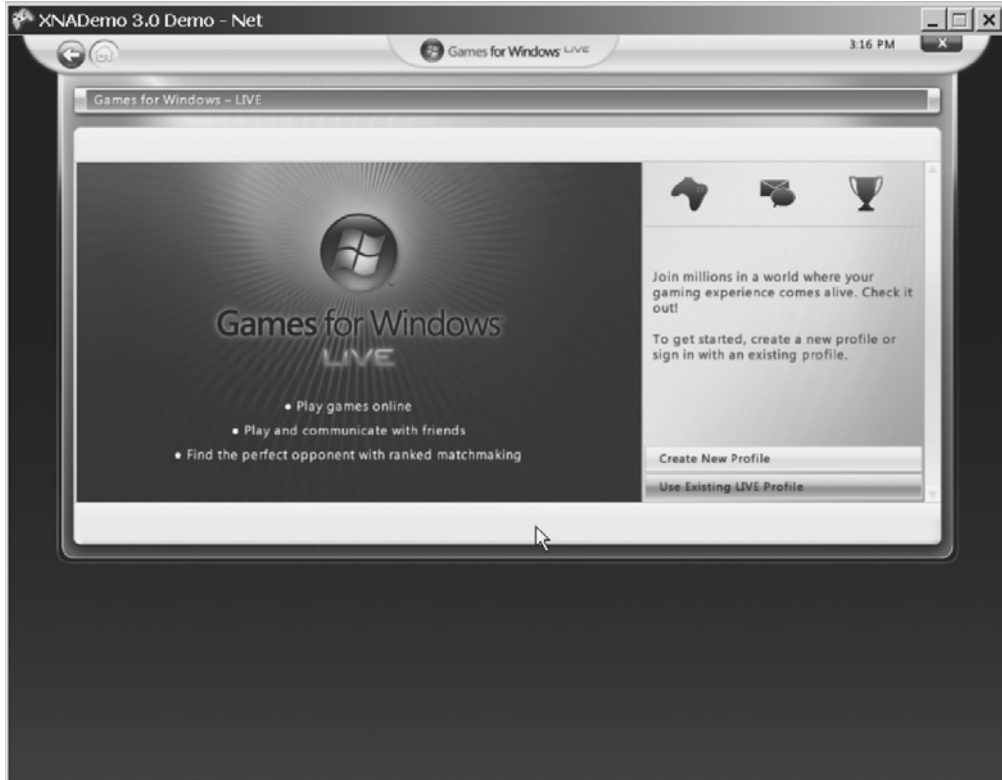 XNADemo 3.0 Demo - Net
Games for Windows LIVE
3:16 PM
X
Games for Windows – LIVE
Games for Windows
LIVE
• Play games online
• Play and communicate with friends
• Find the perfect opponent with ranked matchmaking
Join millions in a world where your
gaming experience comes alive. Check it
out!
To get started, create a new profile or
sign in with an existing profile.
Create New Profile
Use Existing LIVE Profile